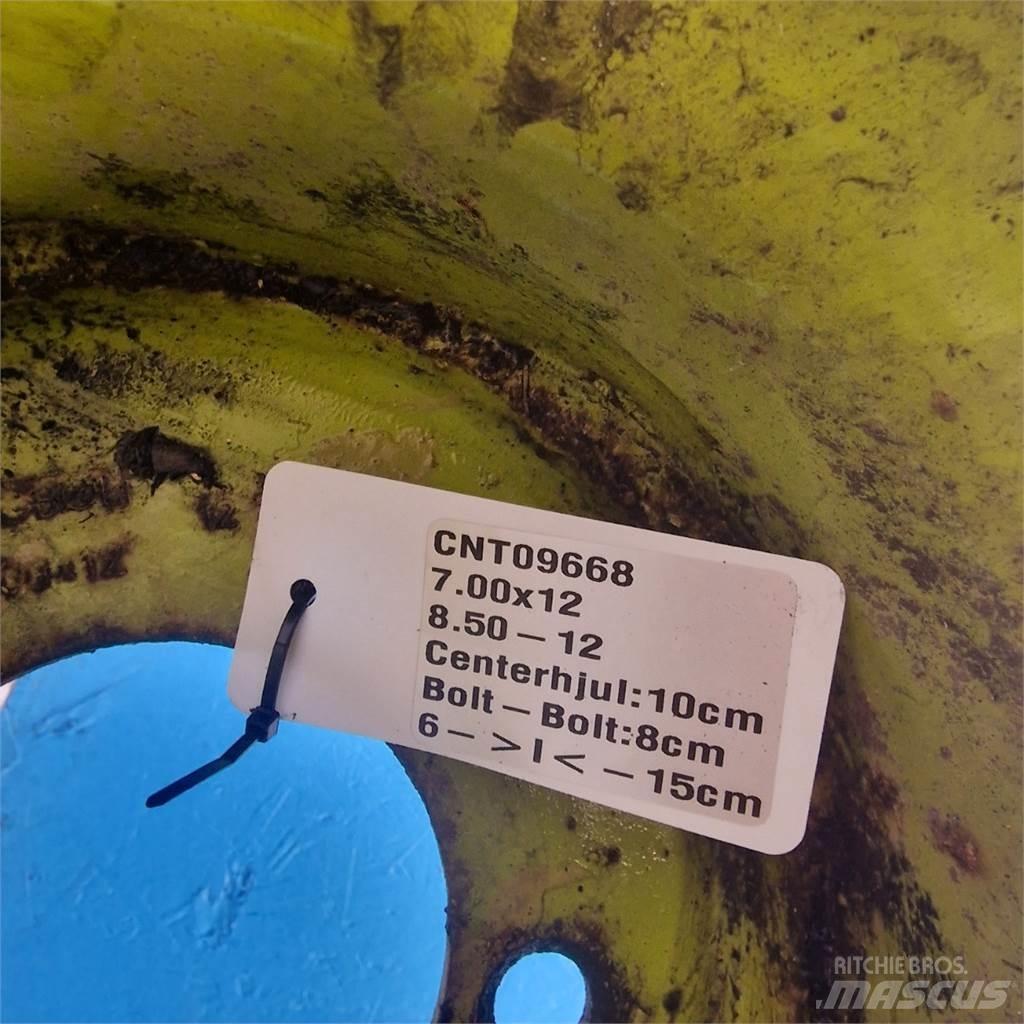 CNT09668
7.00x12
8.50–12
Centerhjul:10cm
Bolt–Bolt:8cm
6–>I<–15cm
RITCHIE BROS.
MASCUS